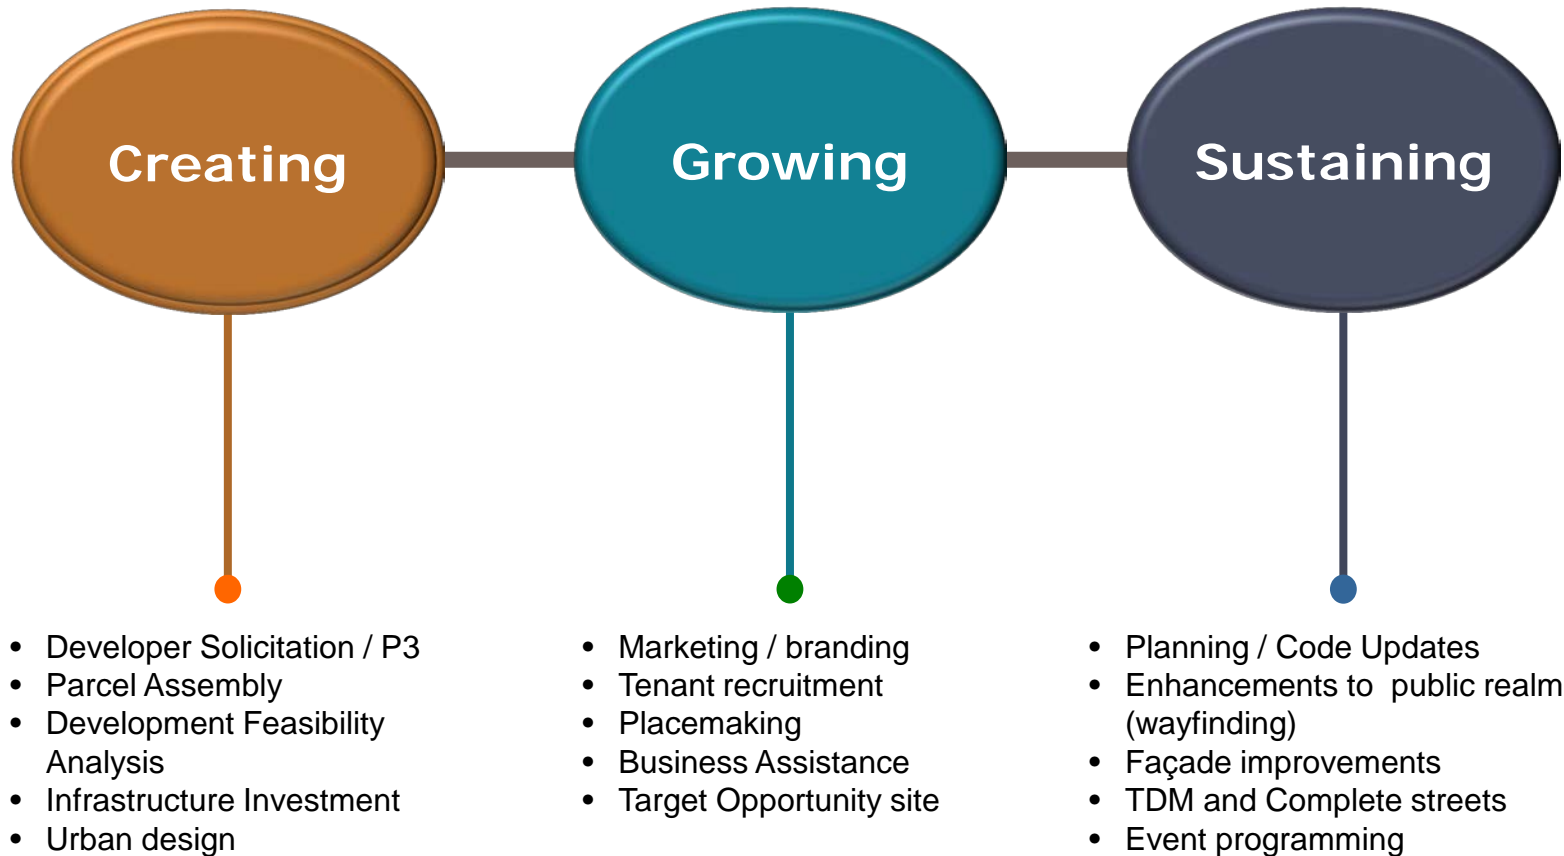 Creating
Growing
Sustaining
• Developer Solicitation / P3
• Parcel Assembly
• Development Feasibility
Analysis
• Infrastructure Investment
• Urban design
• Marketing / branding
• Tenant recruitment
• Placemaking
• Business Assistance
• Target Opportunity site
• Planning / Code Updates
• Enhancements to  public realm
(wayfinding)
• Façade improvements
• TDM and Complete streets
• Event programming